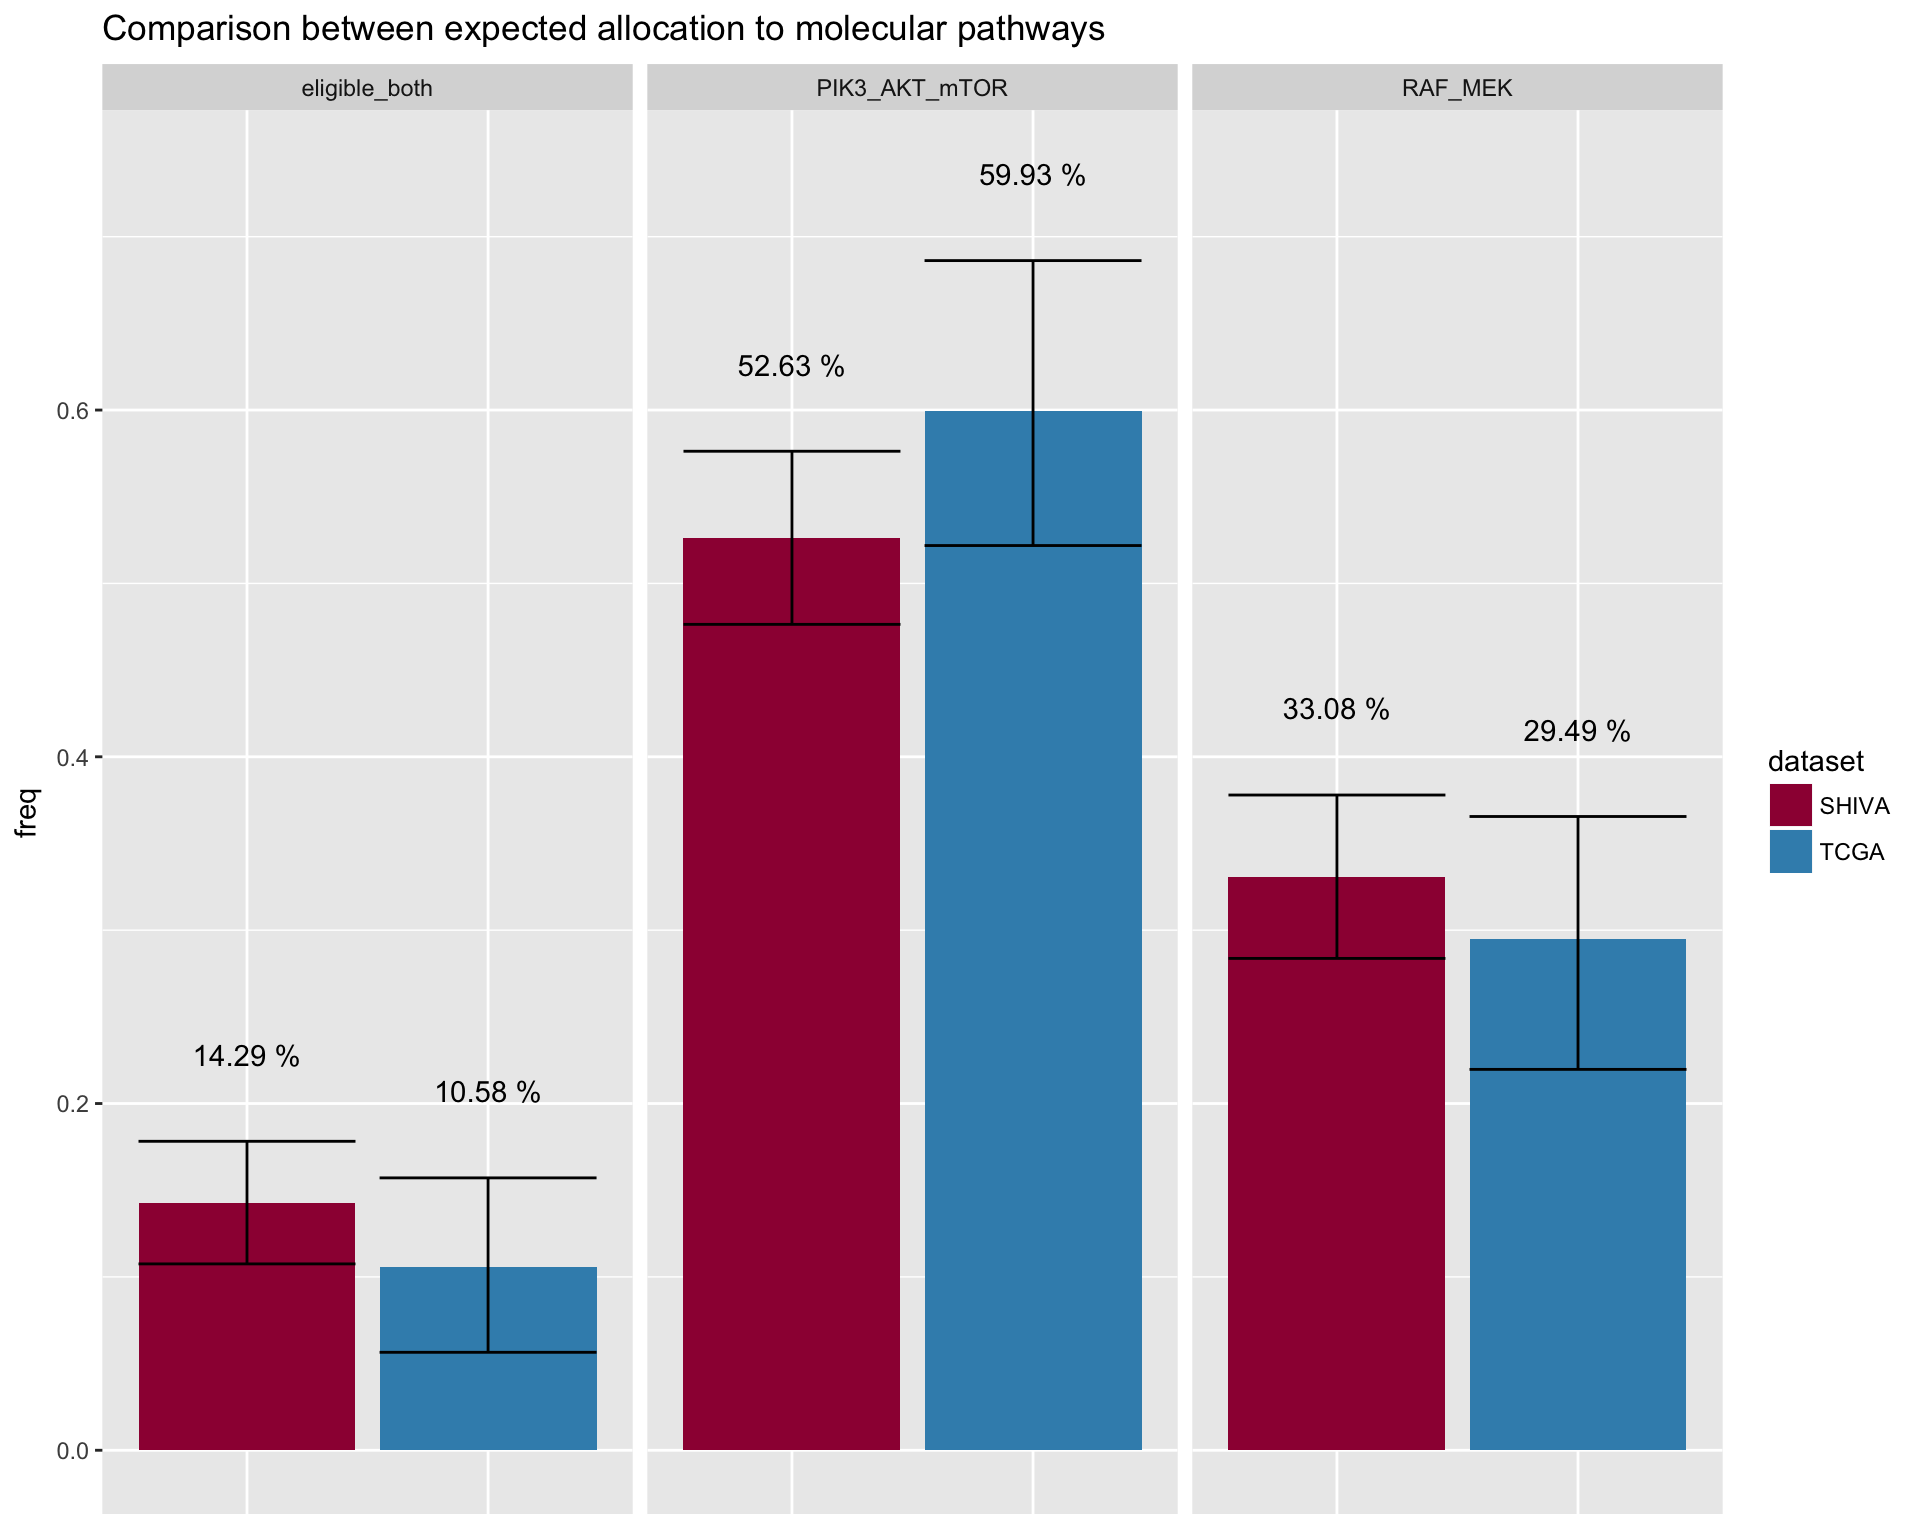 Comparison between expected allocation to molecular pathways
eligible_both
PIK3_AKT_mTOR
RAF_MEK
59.93 %
52.63 %
33.08 %
29.49 %
14.29 %
10.58 %
0.6
0.4
0.2
0.0
freq
dataset
SHIVA
TCGA